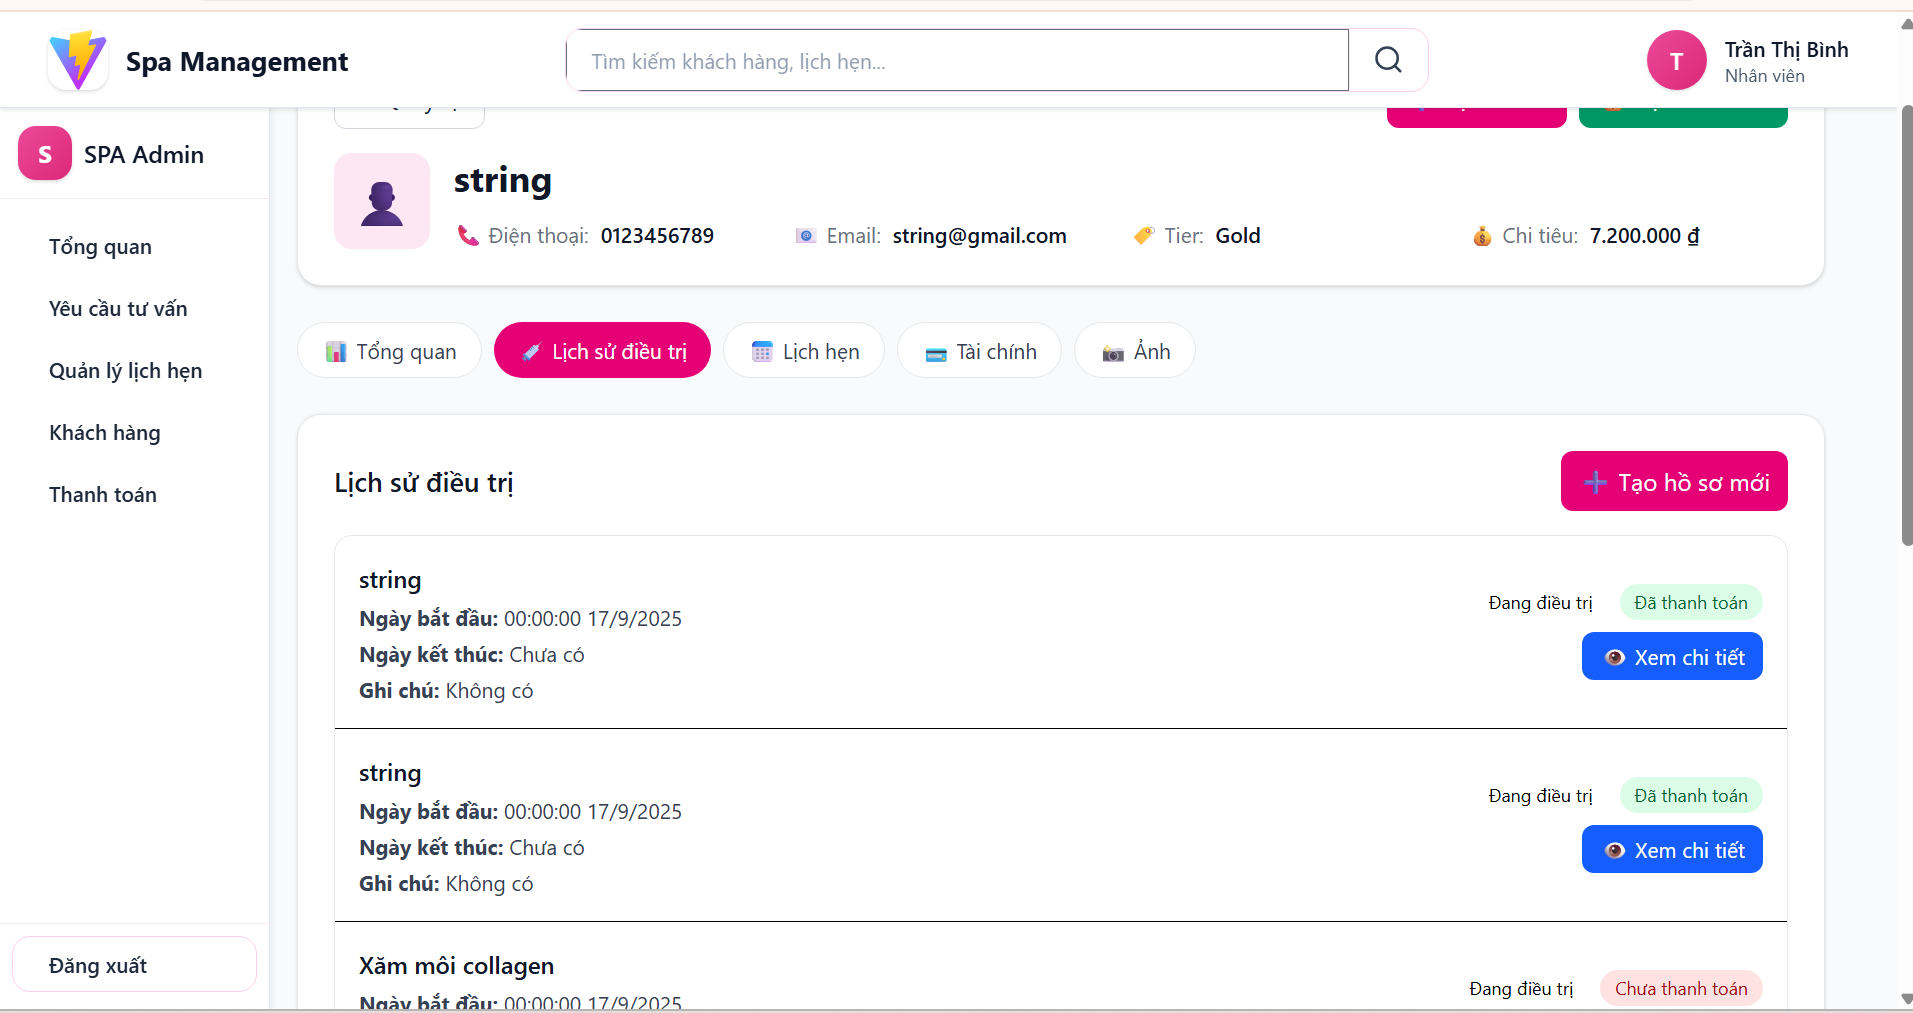 Spa Management
Tìm kiếm khách hàng, lịch hẹn...
T
Trần Thị Bình
Nhân viên
S
SPA Admin
Tổng quan
Yêu cầu tư vấn
Quản lý lịch hẹn
Khách hàng
Thanh toán
Đăng xuất
string
Điện thoại: 0123456789
Email: string@gmail.com
Tier: Gold
Chi tiêu: 7.200.000 ₫
Tổng quan
Lịch sử điều trị
Lịch hẹn
Tài chính
Ảnh
Lịch sử điều trị
Tạo hồ sơ mới
string
Ngày bắt đầu: 00:00:00 17/9/2025
Ngày kết thúc: Chưa có
Ghi chú: Không có
Đang điều trị
Đã thanh toán
Xem chi tiết
string
Ngày bắt đầu: 00:00:00 17/9/2025
Ngày kết thúc: Chưa có
Ghi chú: Không có
Đang điều trị
Đã thanh toán
Xem chi tiết
Xăm môi collagen
Ngày bắt đầu: 00:00:00 17/9/2025
Đang điều trị
Chưa thanh toán